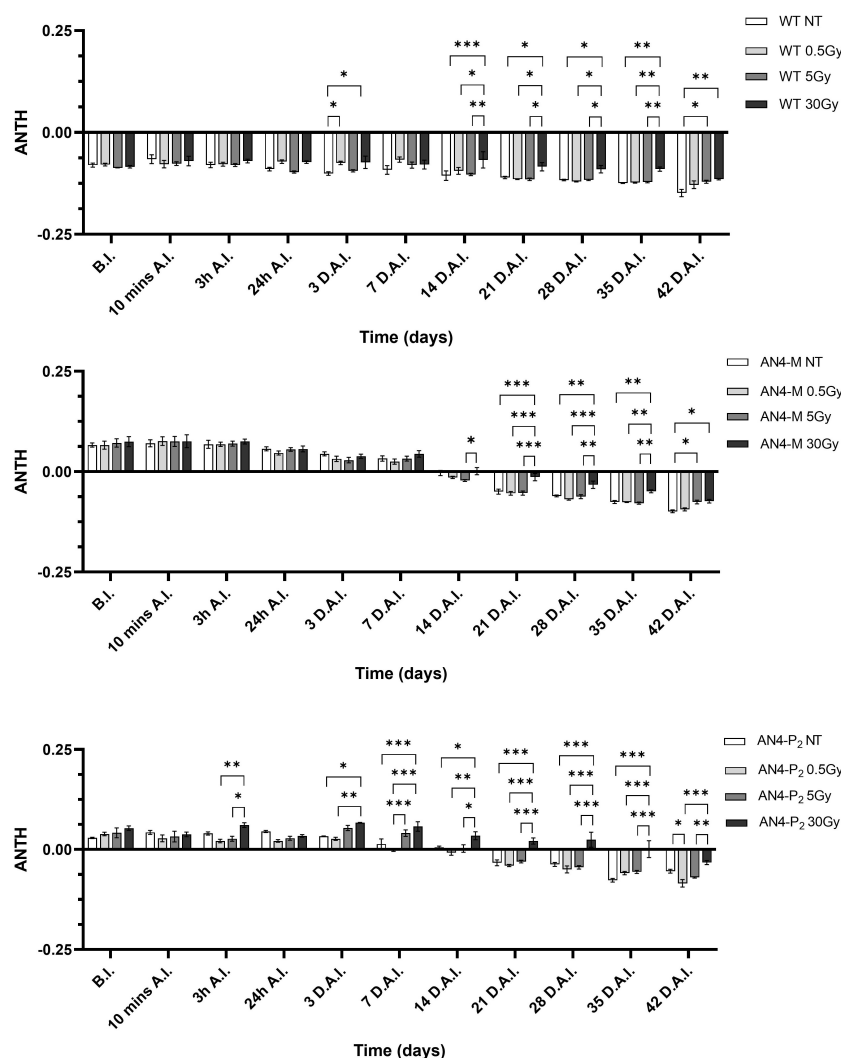 0.25
0.00
-0.25
ANTH
WT NT
WT 0.5Gy
WT 5Gy
WT 30Gy
* *** * * ** **
* * * * ** *
** * * **
B.I. 10 mins A.I. 3h A.I. 24h A.I. 3 D.A.I. 7 D.A.I. 14 D.A.I. 21 D.A.I. 28 D.A.I. 35 D.A.I. 42 D.A.I.
Time (days)
0.25
0.00
-0.25
ANTH
AN4-M NT
AN4-M 0.5Gy
AN4-M 5Gy
AN4-M 30Gy
*** ** ** *
*** *** ** *
* *** ** **
B.I. 10 mins A.I. 3h A.I. 24h A.I. 3 D.A.I. 7 D.A.I. 14 D.A.I. 21 D.A.I. 28 D.A.I. 35 D.A.I. 42 D.A.I.
Time (days)
0.25
0.00
-0.25
ANTH
AN4-P2 NT
AN4-P2 0.5Gy
AN4-P2 5Gy
AN4-P2 30Gy
** * *** * *** *** *** ***
* ** *** ** *** *** *** * **
*** * *** *** ***
B.I. 10 mins A.I. 3h A.I. 24h A.I. 3 D.A.I. 7 D.A.I. 14 D.A.I. 21 D.A.I. 28 D.A.I. 35 D.A.I. 42 D.A.I.
Time (days)